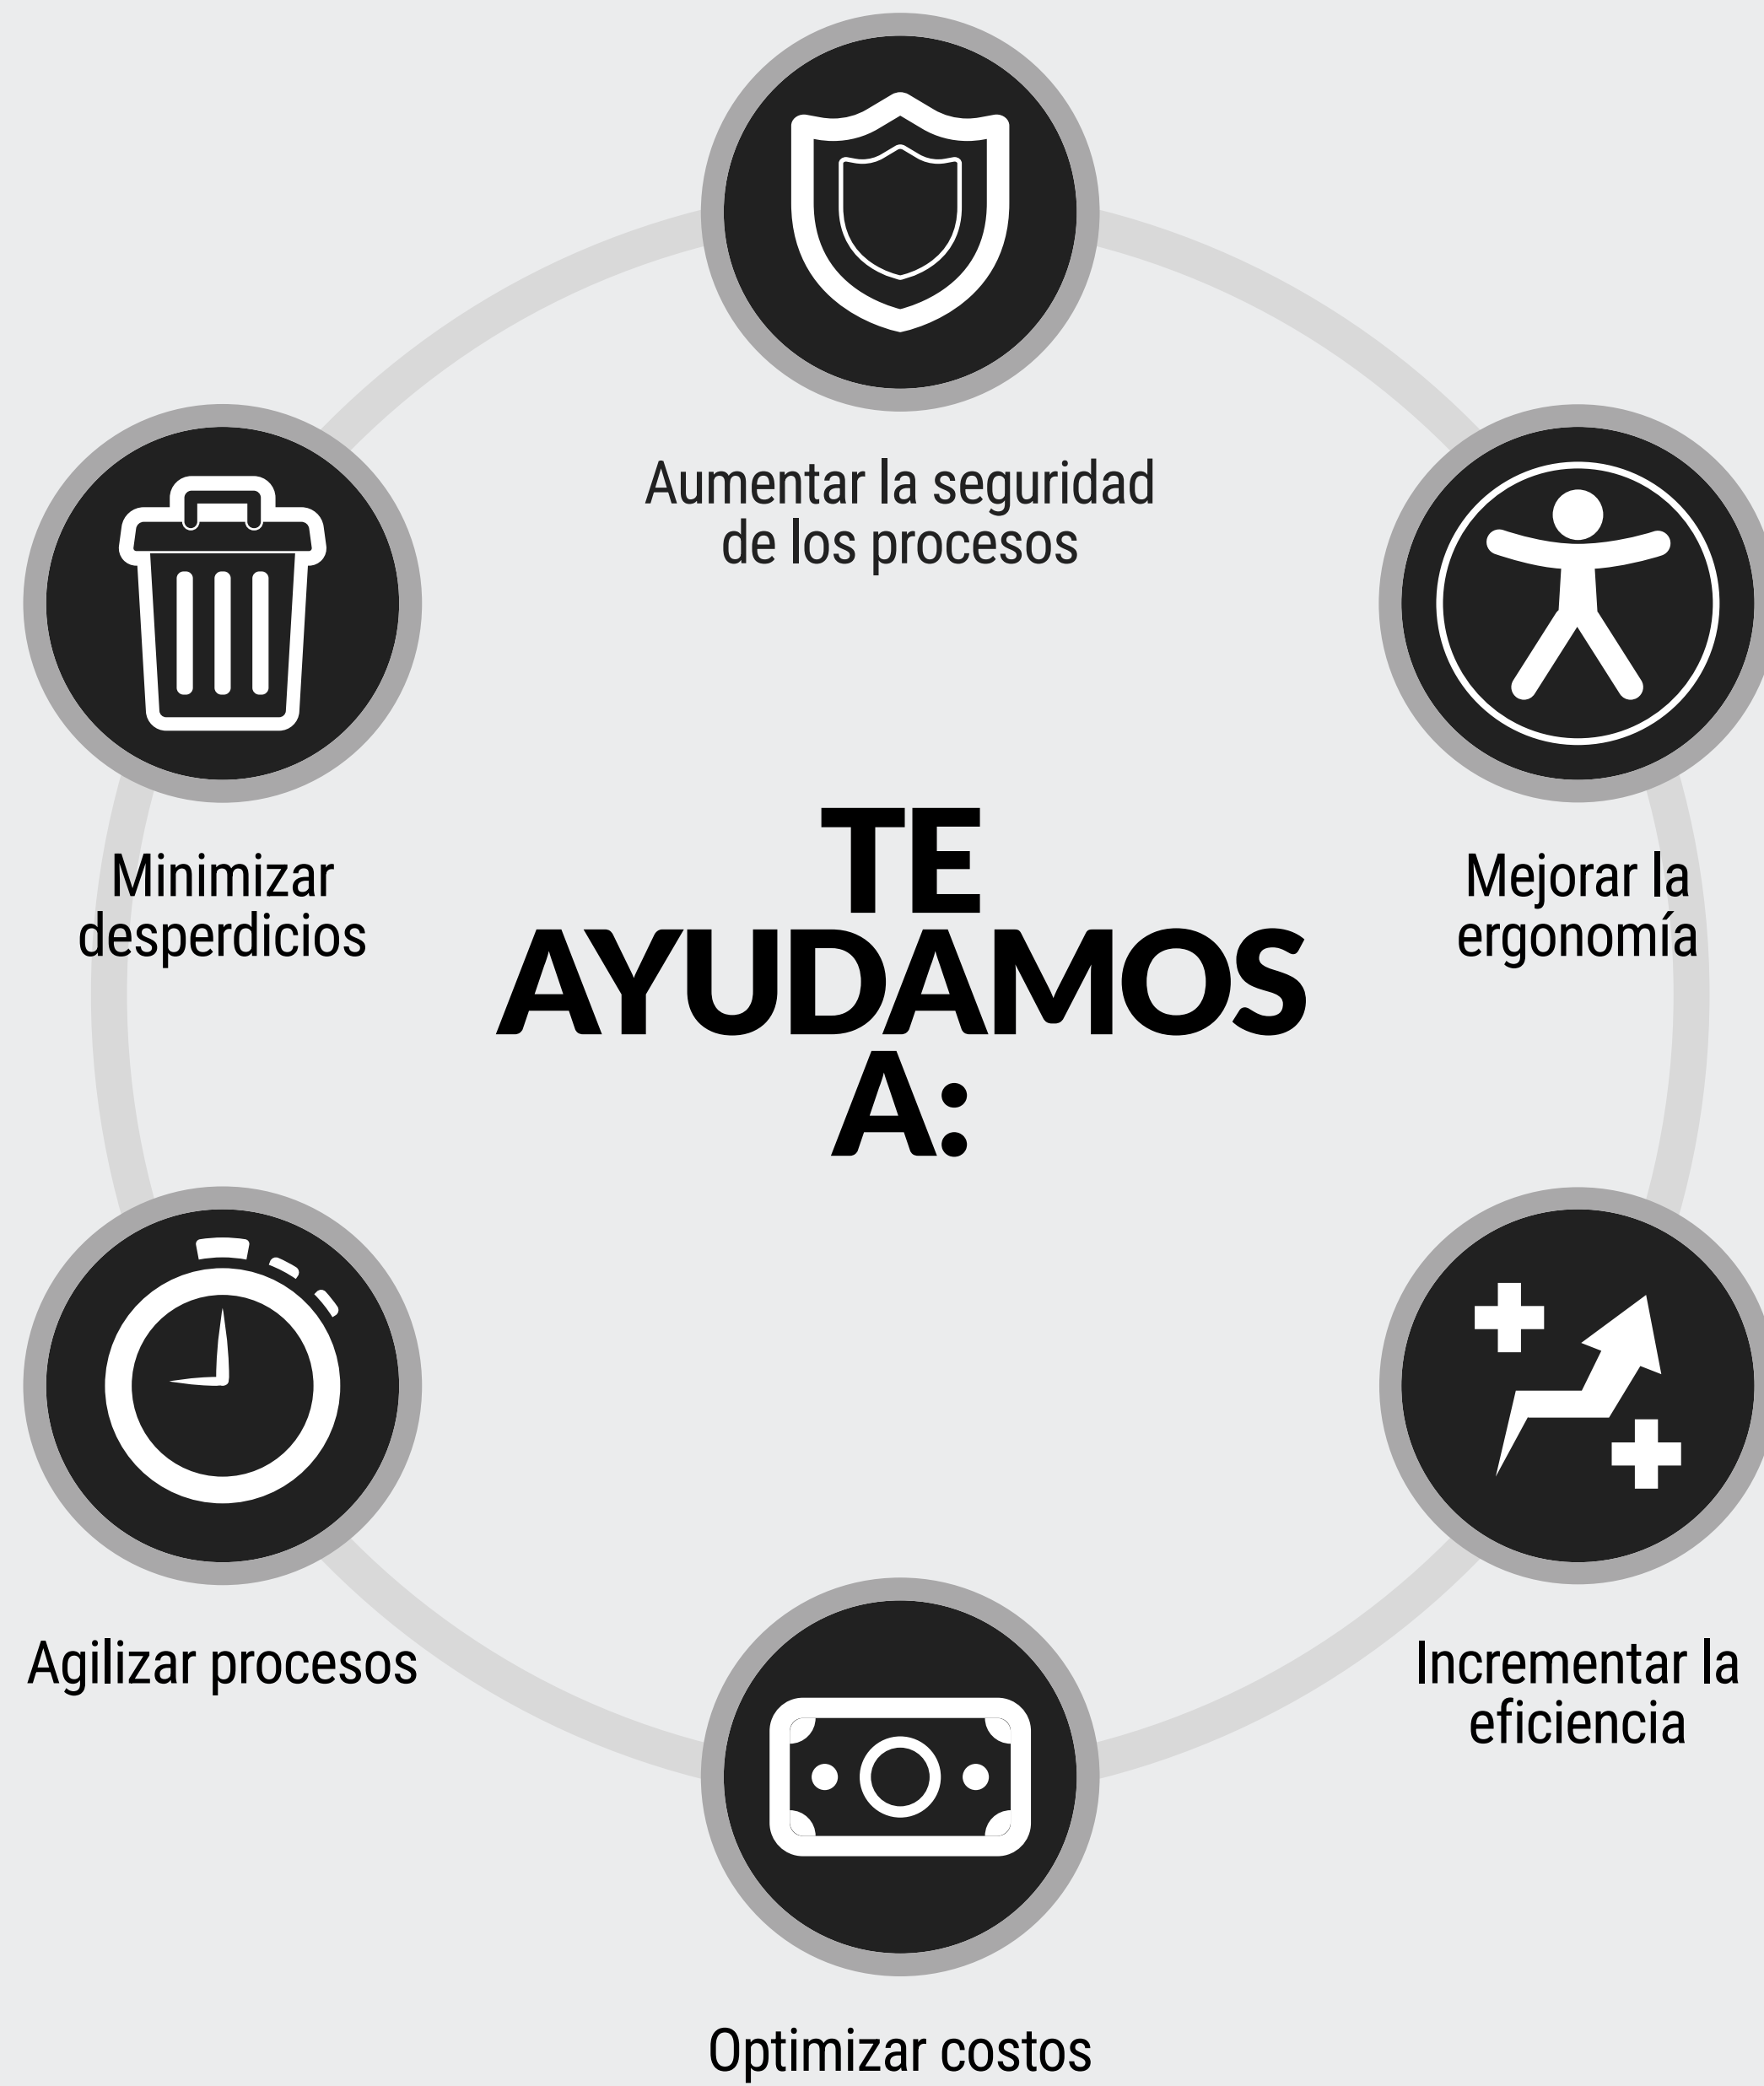 Aumentar la seguridad
de los procesos
Minimizar
desperdicios
Mejorar la
ergonomía
TE
AYUDAMOS
A:
Agilizar procesos
Incrementar la
eficiencia
Optimizar costos